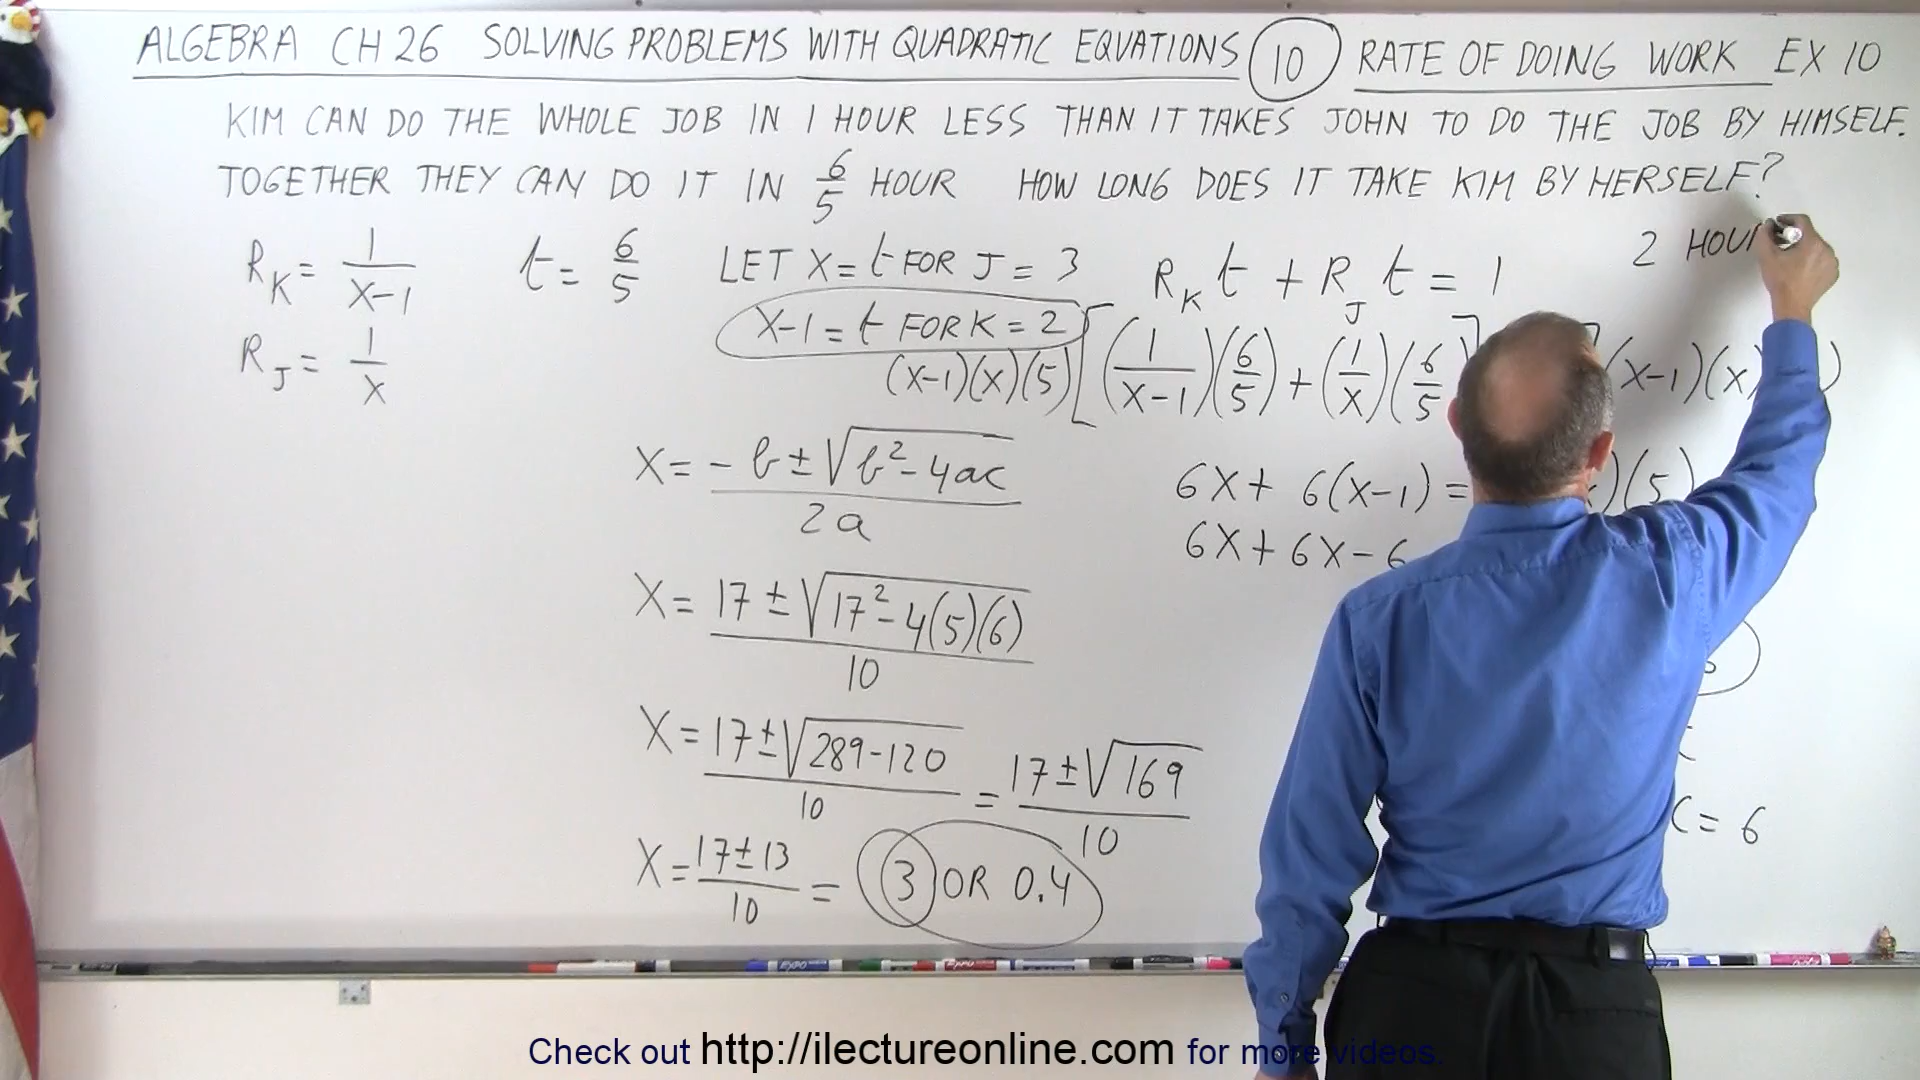 ALGEBRA CH 26 SOLVING PROBLEMS WITH QUADRATIC EQUATIONS 10 RATE OF DOING WORK EX 10
KIM CAN DO THE WHOLE JOB IN 1 HOUR LESS THAN IT TAKES JOHN TO DO THE JOB BY HIMSELF.
TOGETHER THEY CAN DO IT IN 6/5 HOUR HOW LONG DOES IT TAKE KIM BY HERSELF?
2 HOUR
R_K = 1/(X-1) t = 6/5 LET X = t FOR J = 3 R_K t + R_J t = 1
X-1 = t FOR K = 2
R_J = 1/X
(X-1)(X)(5)[(1/(X-1))(6/5) + (1/X)(6/5)] (X-1)(X)
X = (-b ± √(b² - 4ac))/2a
6X + 6(X-1) = )(5)
6X + 6X - 6
X = (17 ± √(17² - 4(5)(6)))/10
X = (17 ± √(289-120))/10 = (17 ± √169)/10
C = 6
X = (17 ± 13)/10 = 3 OR 0.4
EXPO
Check out http://ilectureonline.com for more videos.